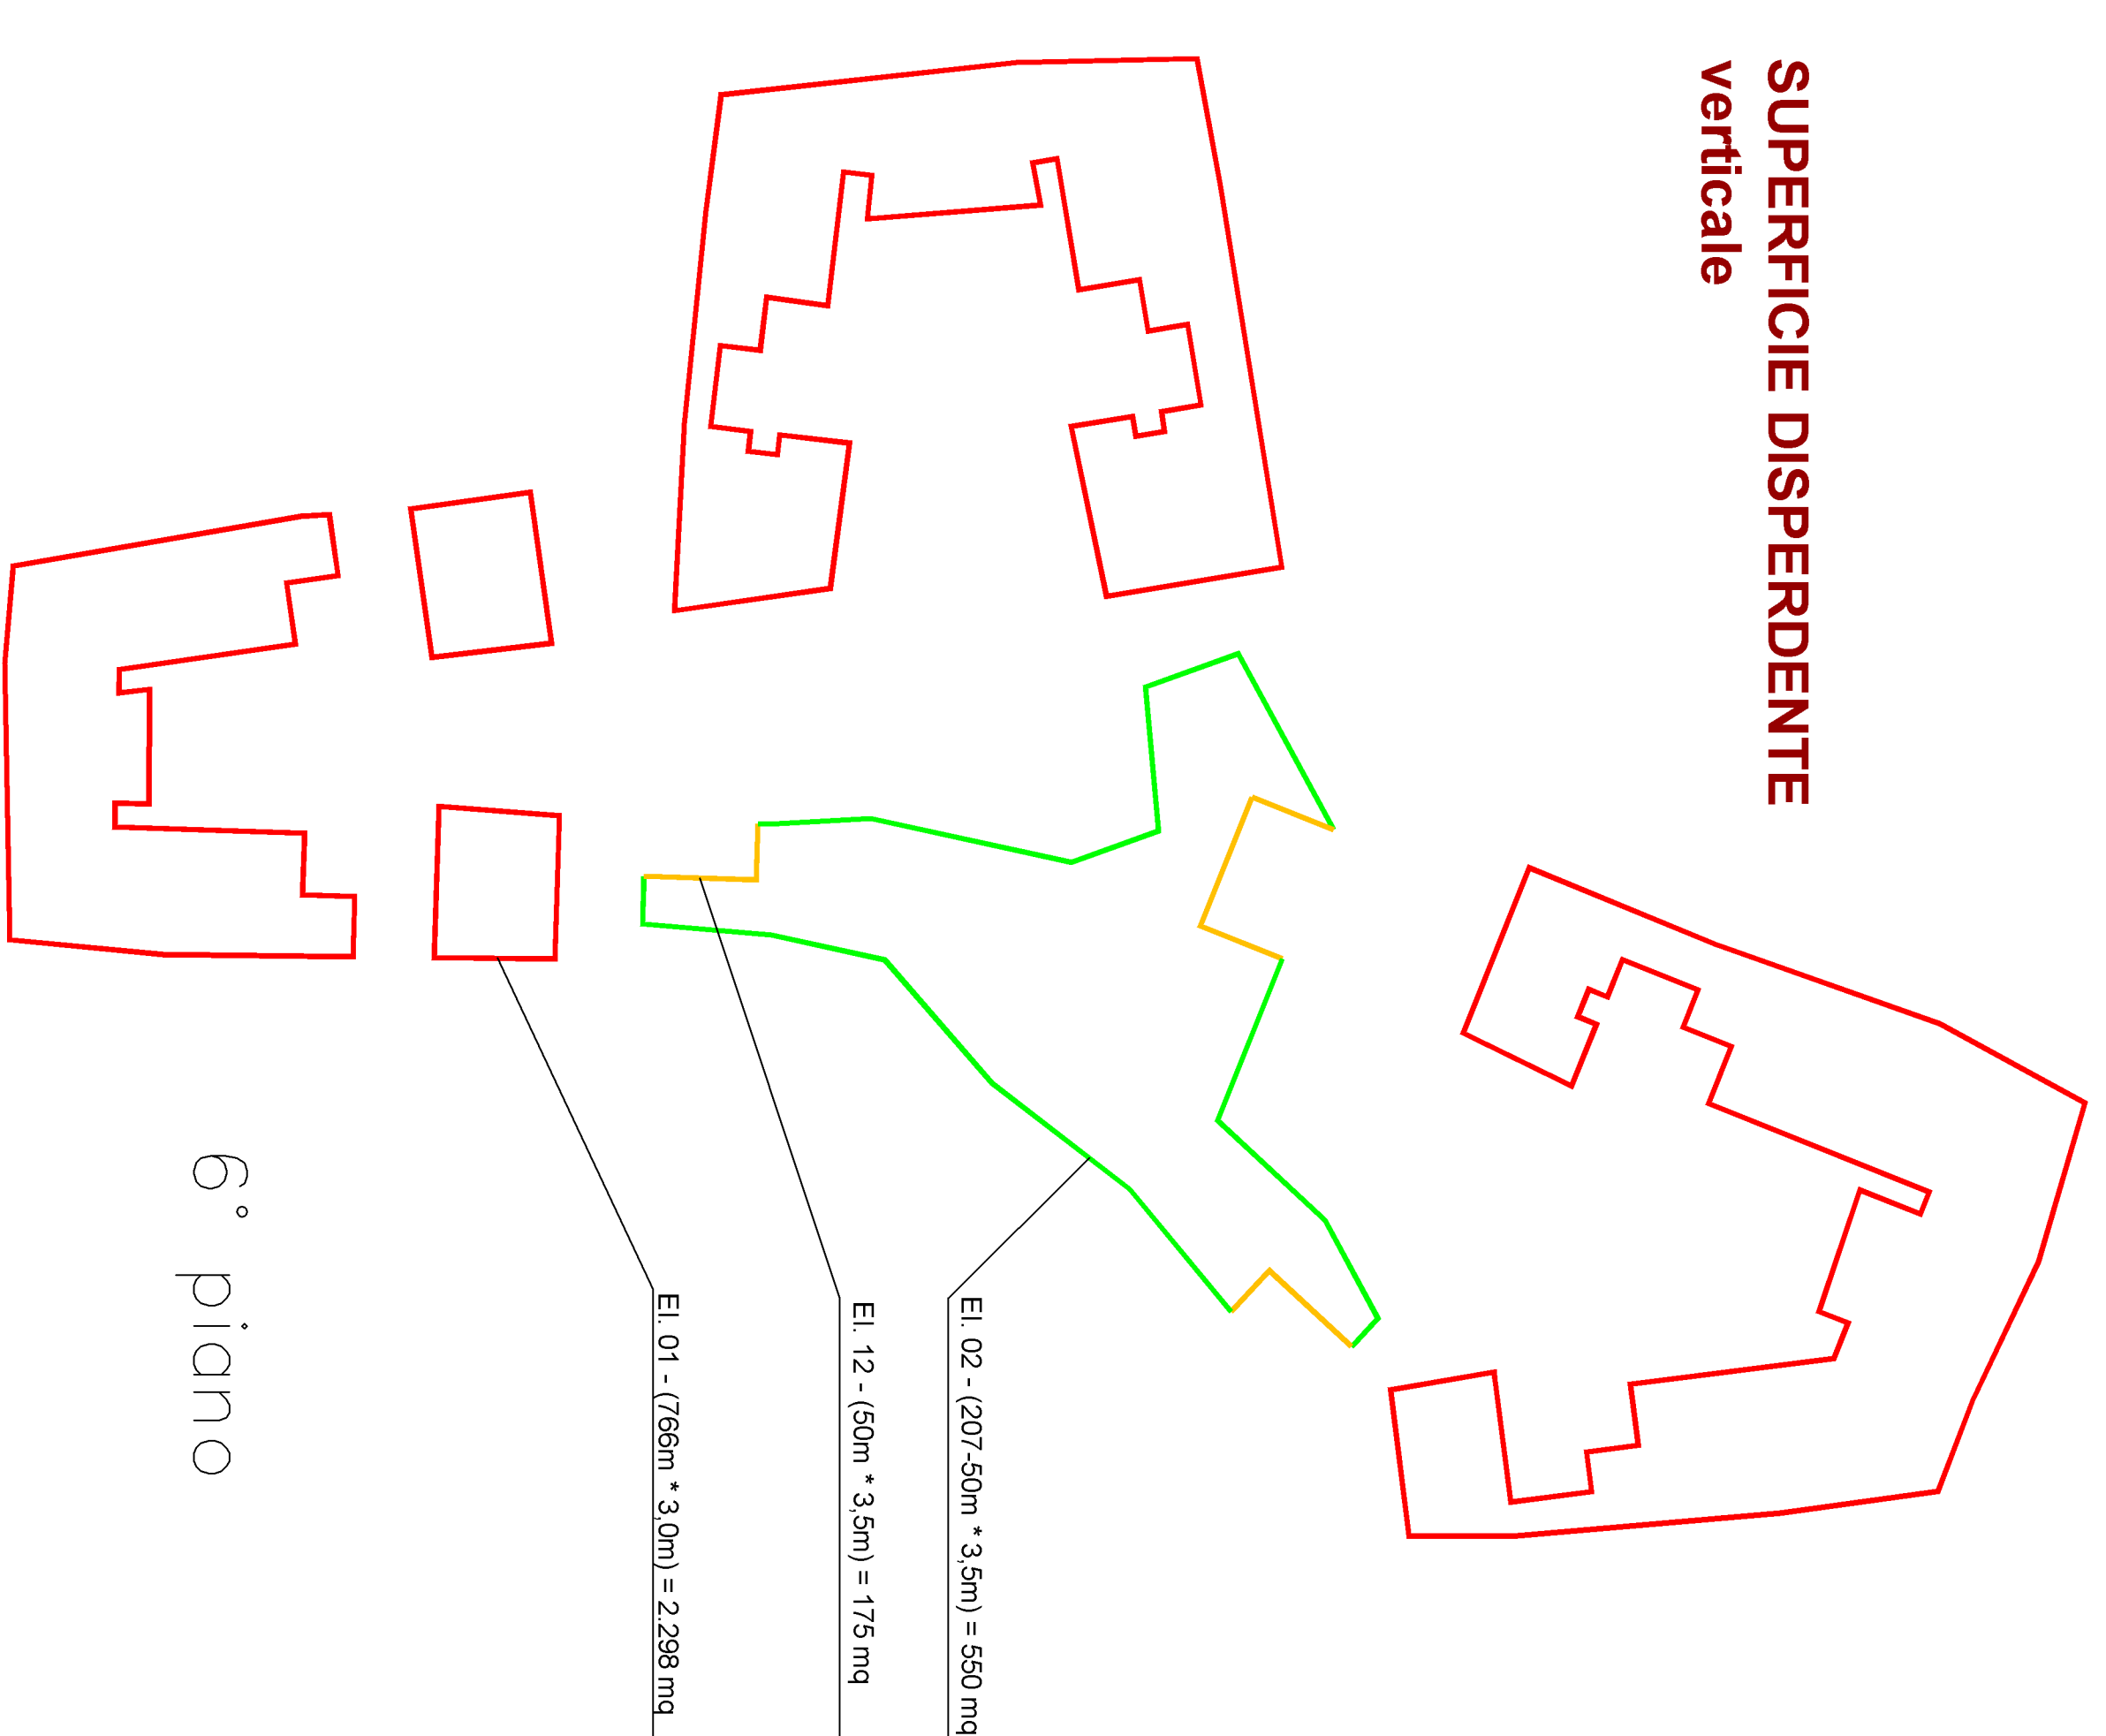 SUPERFICIE DISPERDENTE
verticale
El. 02 - (207-50m * 3,5m) = 550 mq
El. 12 - (50m * 3,5m) = 175 mq
El. 01 - (766m * 3,0m) = 2.298 mq
6° piano